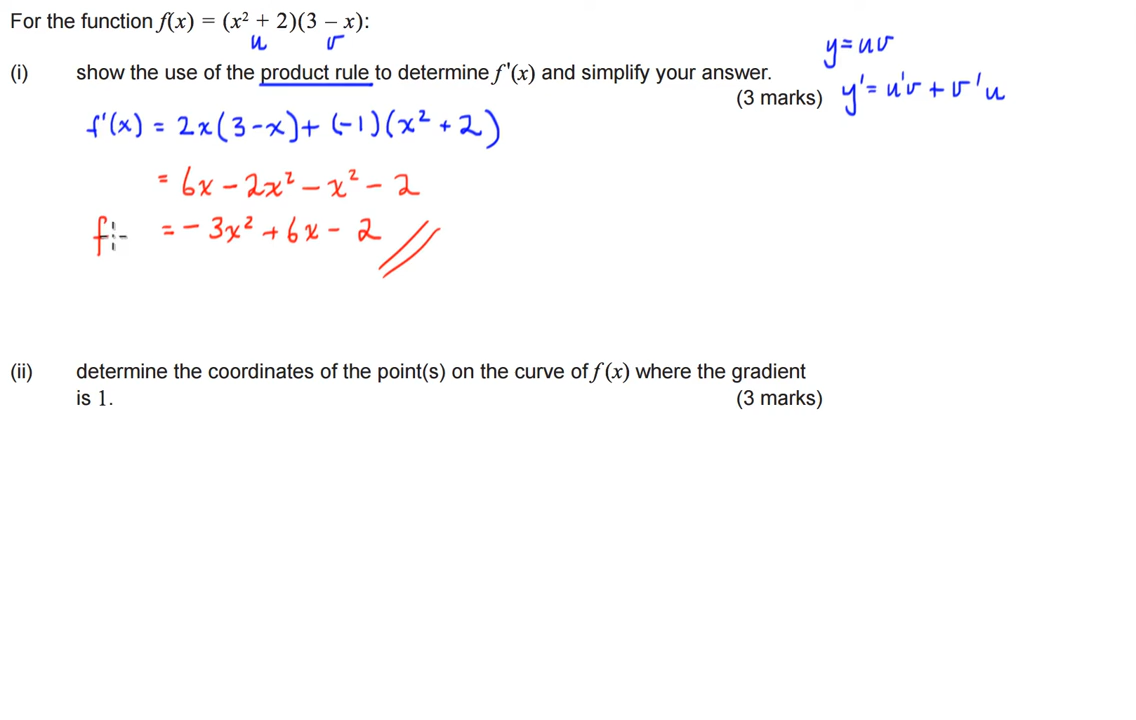 For the function f(x) = (x² + 2)(3 − x):
u v
y = uv
(i) show the use of the product rule to determine f'(x) and simplify your answer.
(3 marks) y' = u'v + v'u
f'(x) = 2x(3-x) + (-1)(x² + 2)
= 6x - 2x² - x² - 2
f = - 3x² + 6x - 2
(ii) determine the coordinates of the point(s) on the curve of f(x) where the gradient
is 1. (3 marks)